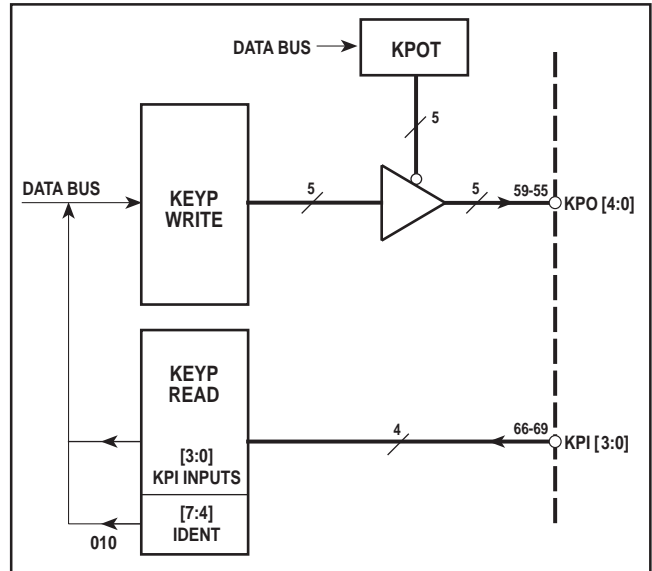 DATA BUS
KPOT
5
DATA BUS
KEYP
WRITE
5
5
59-55
KPO [4:0]
KEYP
READ
[3:0]
KPI INPUTS
4
66-69
KPI [3:0]
[7:4]
IDENT
010